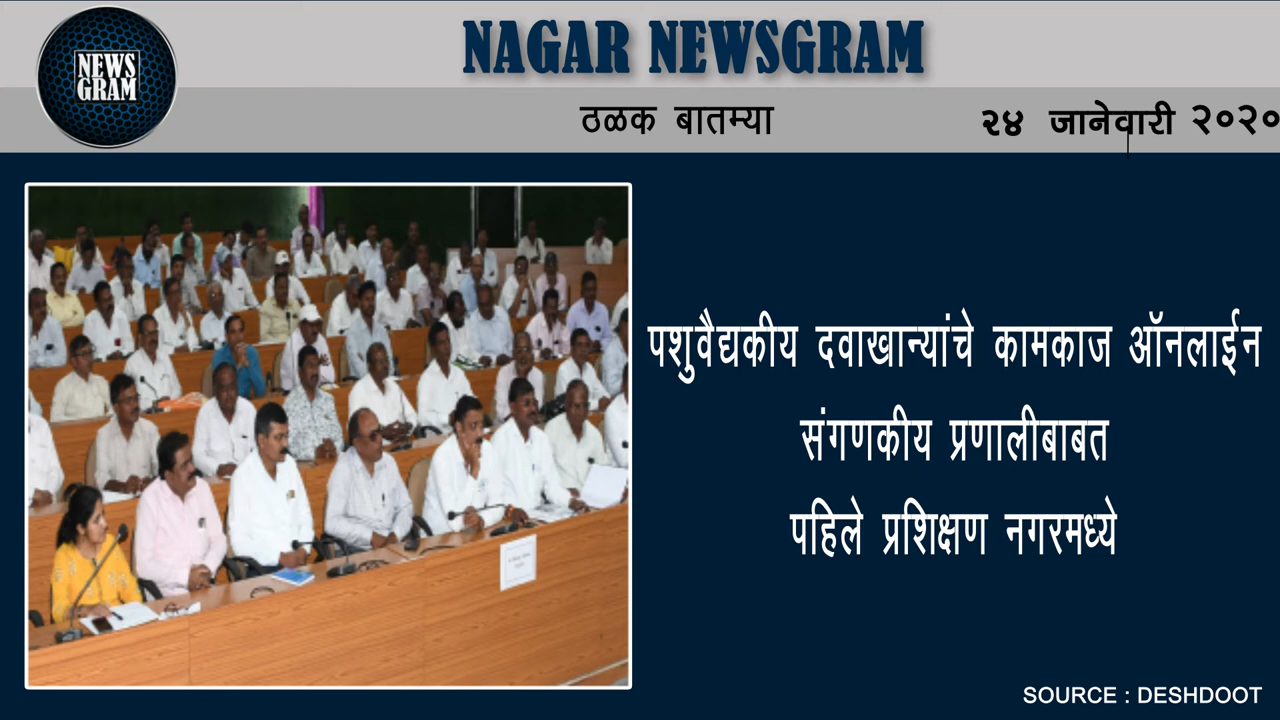 NEWS
GRAM
NAGAR NEWSGRAM
ठळक बातम्या
२४ जानेवारी २०२०
पशुवैद्यकीय दवाखान्यांचे कामकाज ऑनलाईन
संगणकीय प्रणालीबाबत
पहिले प्रशिक्षण नगरमध्ये
SOURCE : DESHDOOT